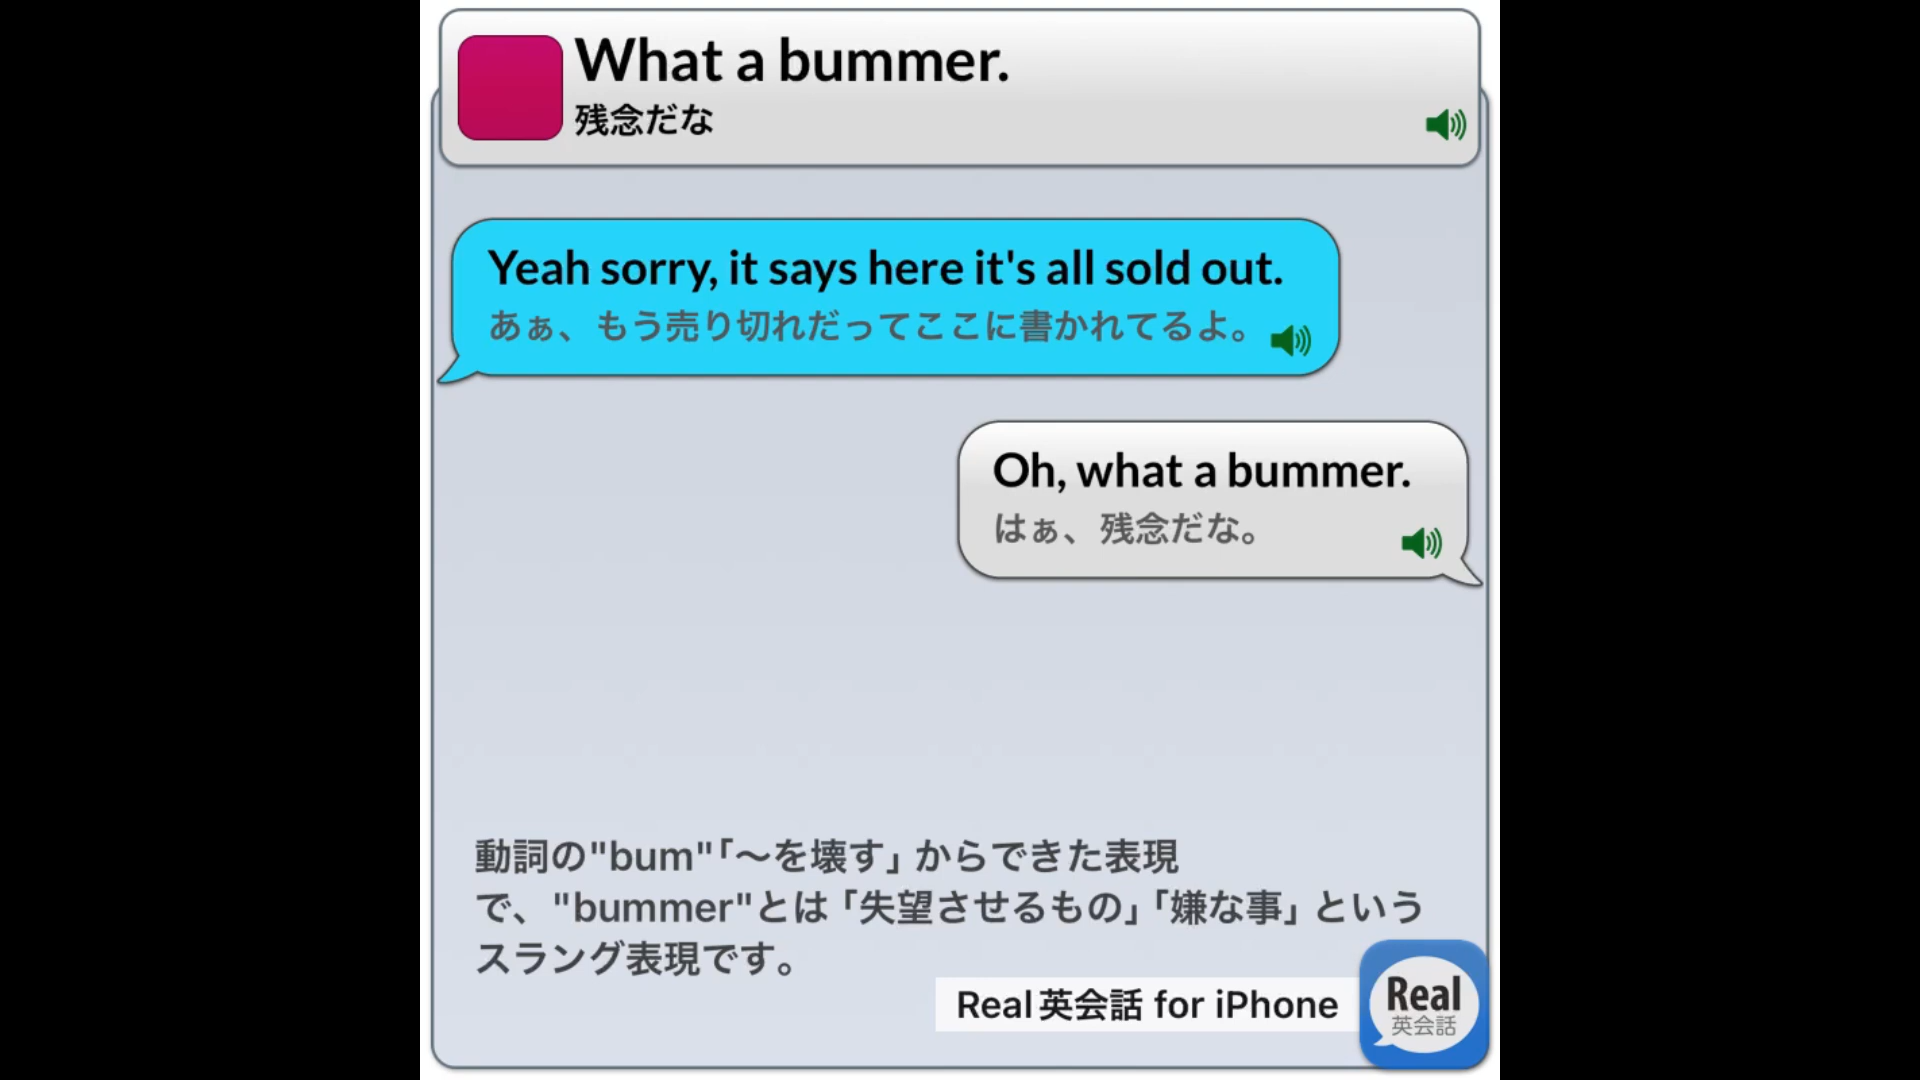 What a bummer.
残念だな
Yeah sorry, it says here it's all sold out.
あぁ、もう売り切れだってここに書かれてるよ。
Oh, what a bummer.
はぁ、残念だな。
動詞の"bum"「〜を壊す」からできた表現
で、"bummer"とは「失望させるもの」「嫌な事」という
スラング表現です。
Real英会話 for iPhone
Real
英会話